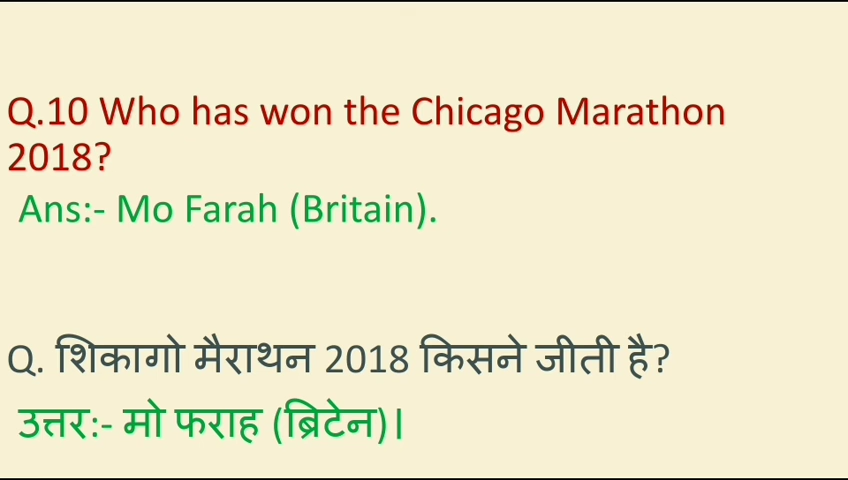 Q.10 Who has won the Chicago Marathon
2018?
Ans:- Mo Farah (Britain).
Q. शिकागो मैराथन 2018 किसने जीती है?
उत्तर:- मो फराह (ब्रिटेन)।